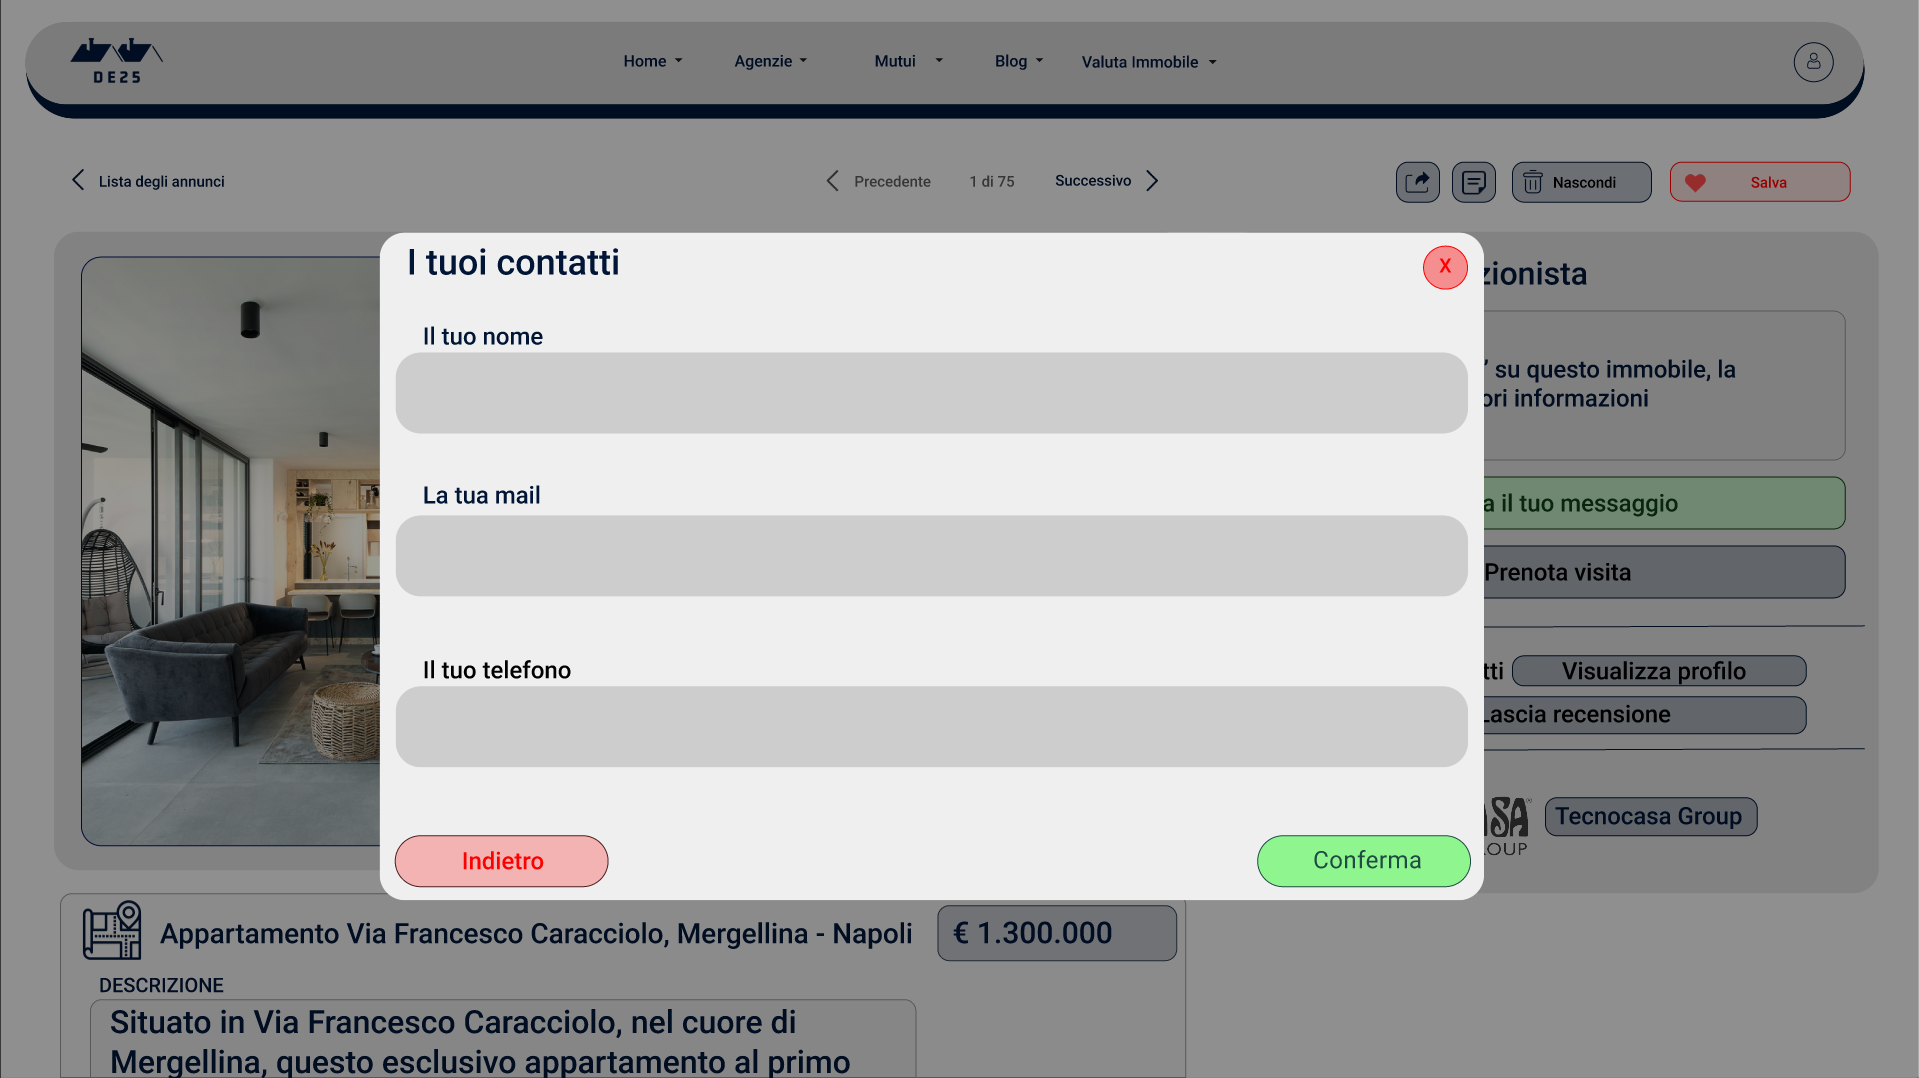 DE25
Home
Agenzie
Mutui
Blog
Valuta Immobile
Lista degli annunci
Precedente
1 di 75
Successivo
Nascondi
Salva
I tuoi contatti
X
zionista
Il tuo nome
su questo immobile, la
ori informazioni
La tua mail
a il tuo messaggio
Prenota visita
Il tuo telefono
tti
Visualizza profilo
Lascia recensione
SA
OUP
Tecnocasa Group
Indietro
Conferma
Appartamento Via Francesco Caracciolo, Mergellina - Napoli
€ 1.300.000
DESCRIZIONE
Situato in Via Francesco Caracciolo, nel cuore di
Mergellina, questo esclusivo appartamento al primo